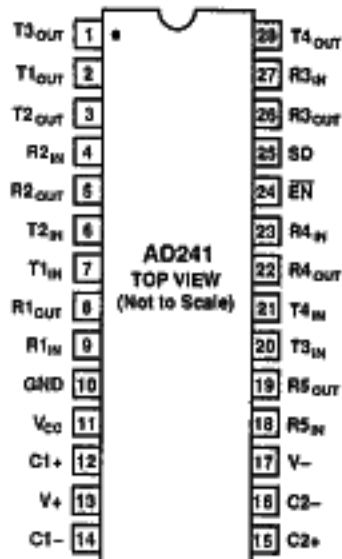 T3OUT 1 28 T4OUT
T1OUT 2 27 R3IN
T2OUT 3 26 R3OUT
R2IN 4 25 SD
R2OUT 5 24 EN
T2IN 6 23 R4IN
T1IN 7 22 R4OUT
AD241
TOP VIEW
(Not to Scale)
R1OUT 8 21 T4IN
R1IN 9 20 T3IN
GND 10 19 R5OUT
VCC 11 18 R5IN
C1+ 12 17 V−
V+ 13 16 C2−
C1− 14 15 C2+